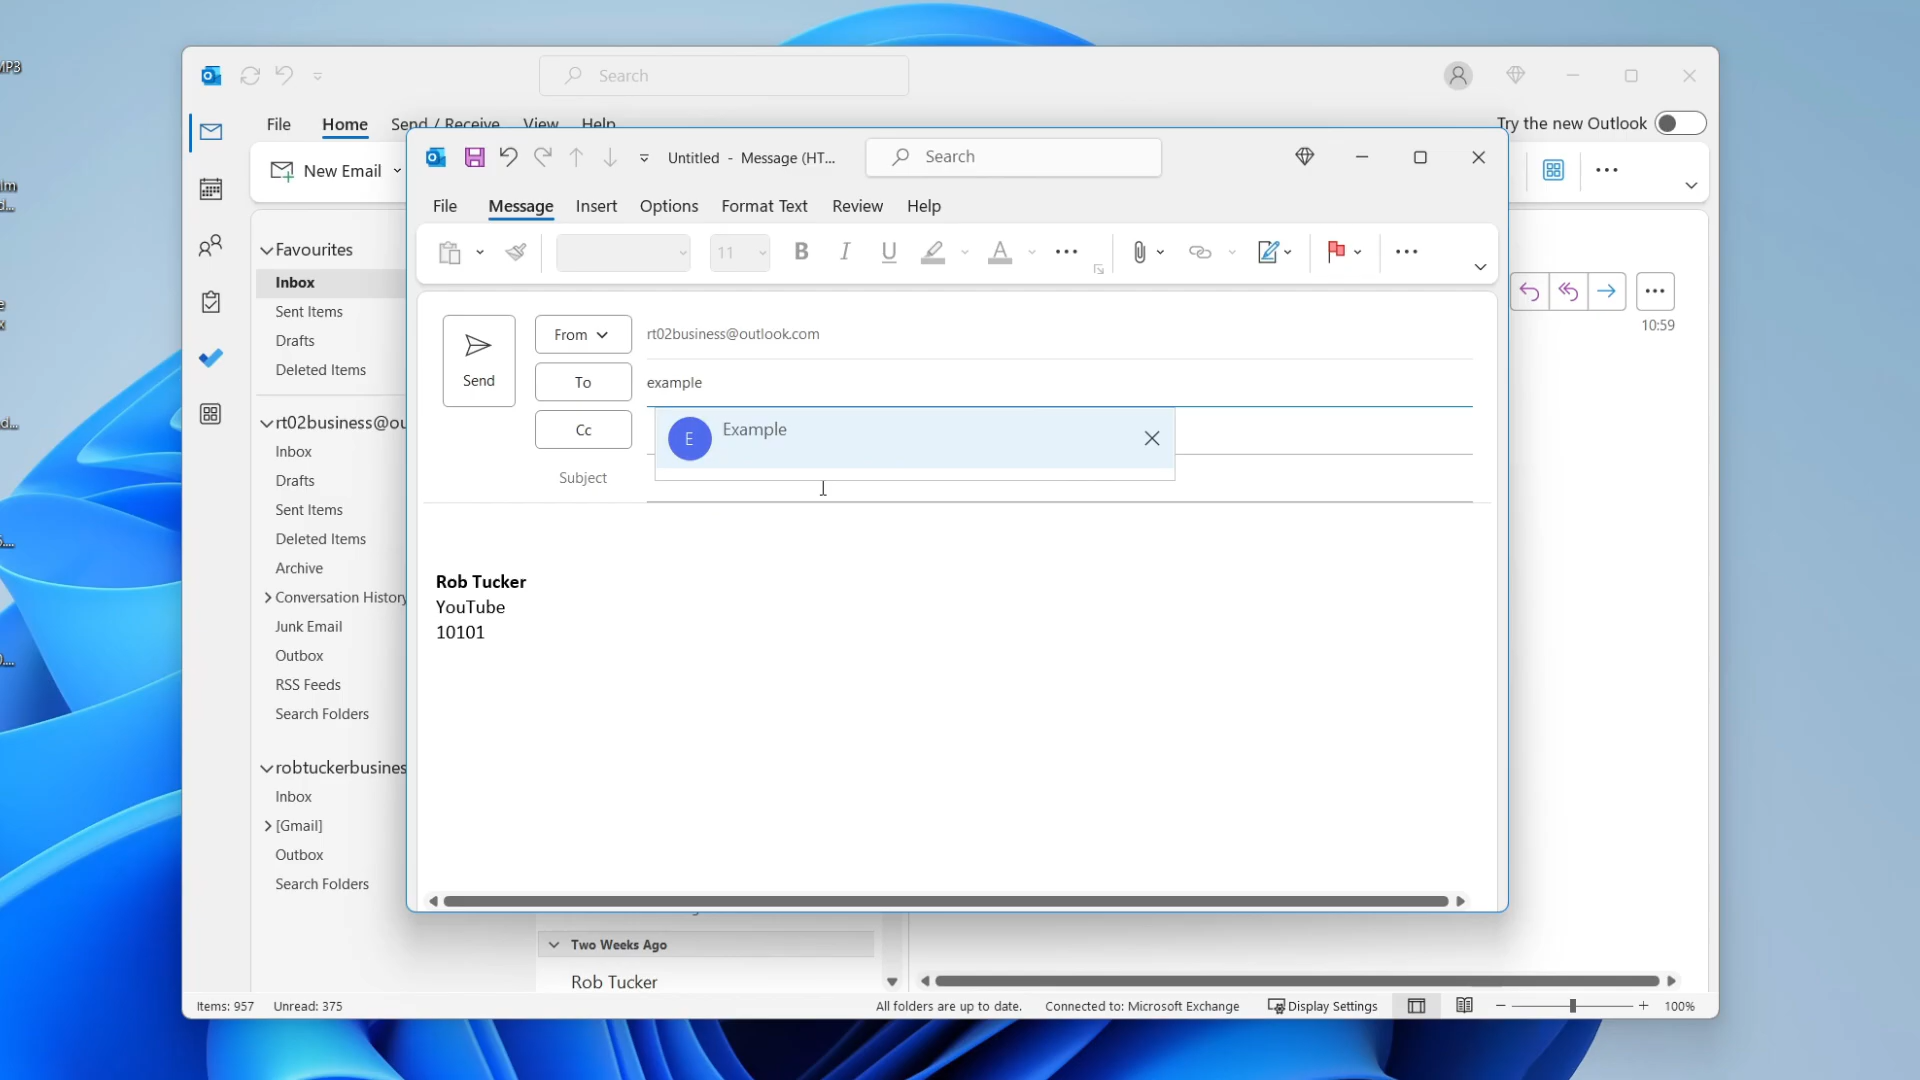 MP3
Search
File
Home
Send / Receive
View
Help
Try the new Outlook
New Email
Untitled - Message (HT...
Search
File
Message
Insert
Options
Format Text
Review
Help
11
B
I
U
A
Favourites
Inbox
Sent Items
Drafts
Deleted Items
rt02business@ou
Inbox
Drafts
Sent Items
Deleted Items
Archive
Conversation History
Junk Email
Outbox
RSS Feeds
Search Folders
robtuckerbusines
Inbox
[Gmail]
Outbox
Search Folders
Send
From
rt02business@outlook.com
To
example
Cc
E
Example
Subject
10:59
Rob Tucker
YouTube
10101
Two Weeks Ago
Rob Tucker
Items: 957
Unread: 375
All folders are up to date.
Connected to: Microsoft Exchange
Display Settings
100%